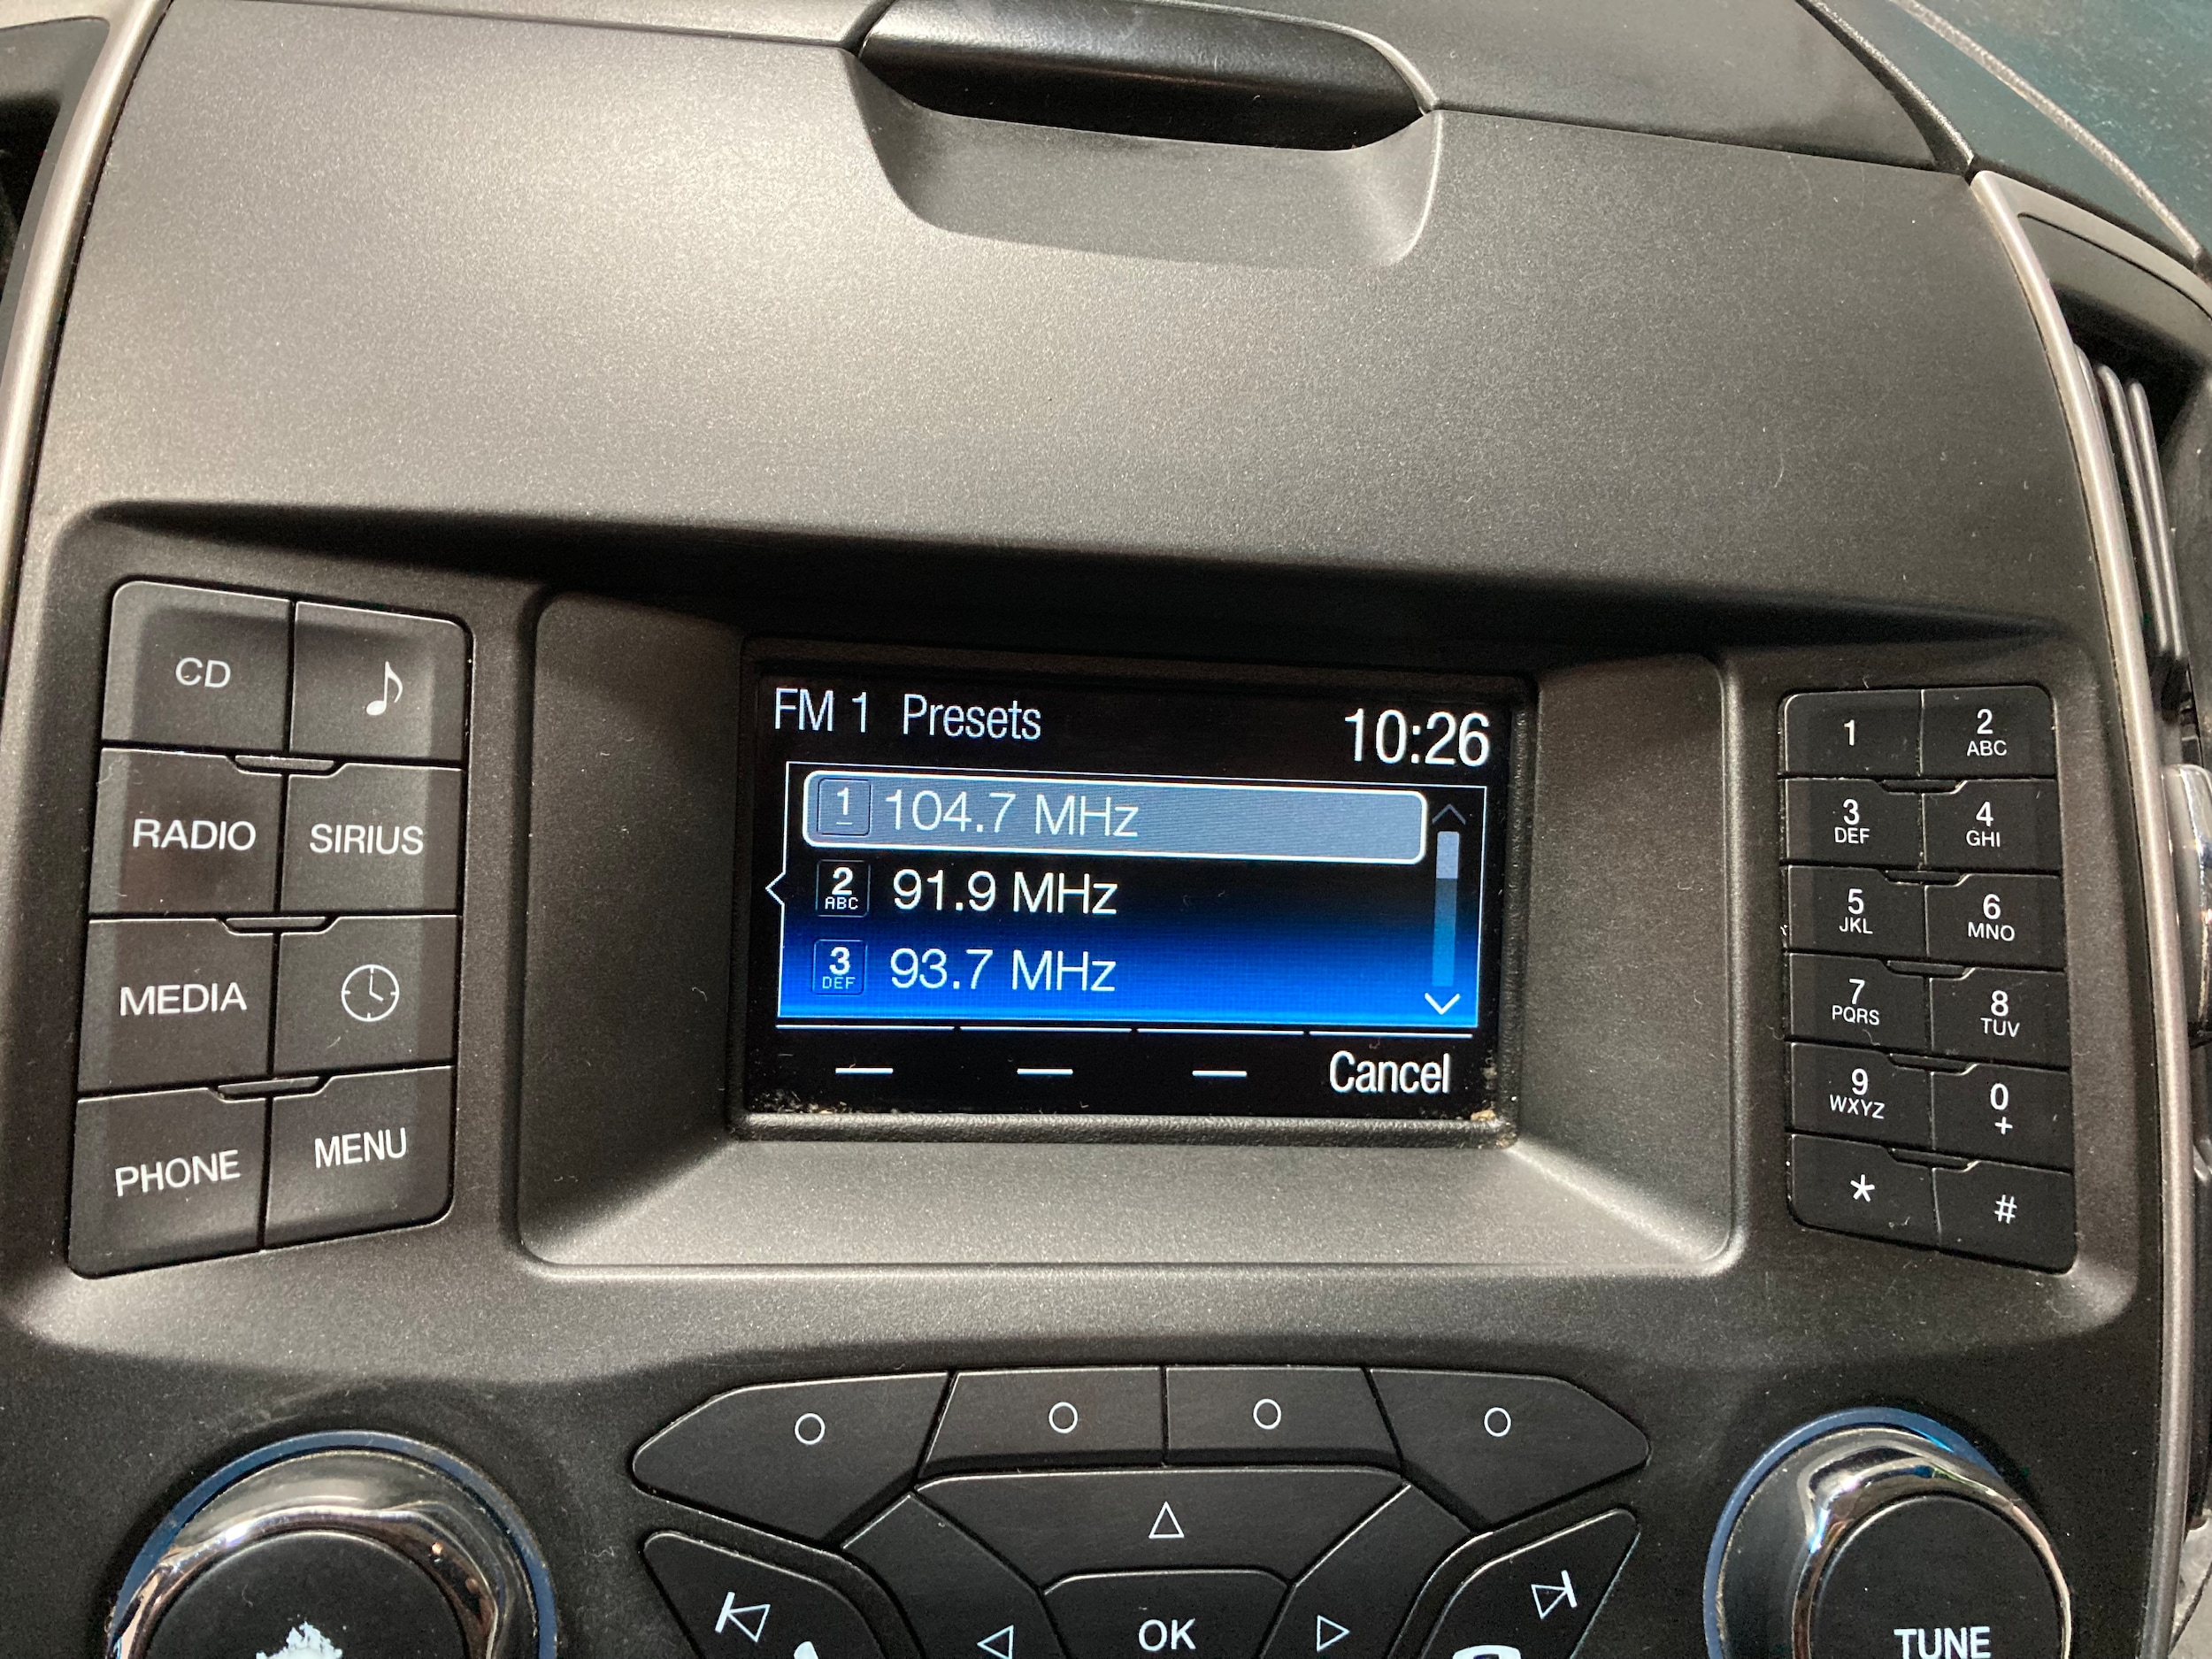 CD
RADIO
SIRIUS
MEDIA
PHONE
MENU
FM 1 Presets 10:26
1 104.7 MHz
2 ABC 91.9 MHz
3 DEF 93.7 MHz
Cancel
1
2
ABC
3
DEF
4
GHI
5
JKL
6
MNO
7
PQRS
8
TUV
9
WXYZ
0
+
*
#
OK
TUNE